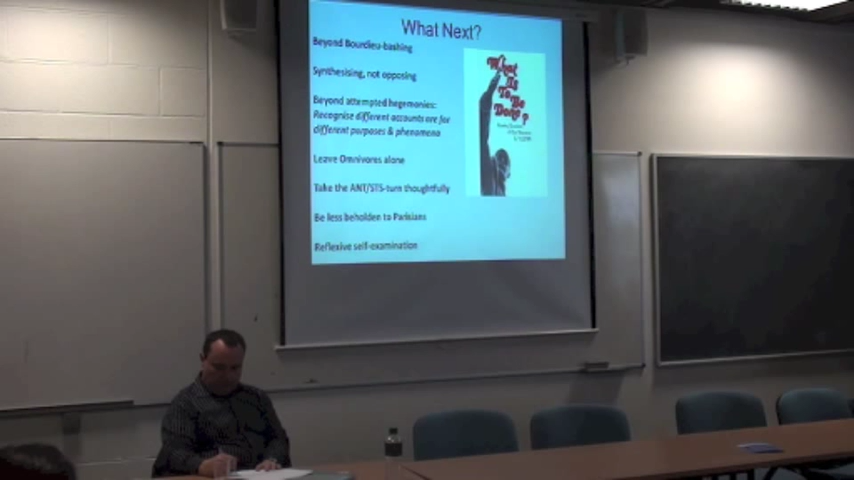 What Next?
Beyond Bourdieu-bashing
Synthesising, not opposing
Beyond attempted hegemonies:
Recognise different accounts are for
different purposes & phenomena
Leave Omnivores alone
Take the ANT/STS-turn thoughtfully
Be less beholden to Parisians
Reflexive self-examination
What
Is
To Be
Done?